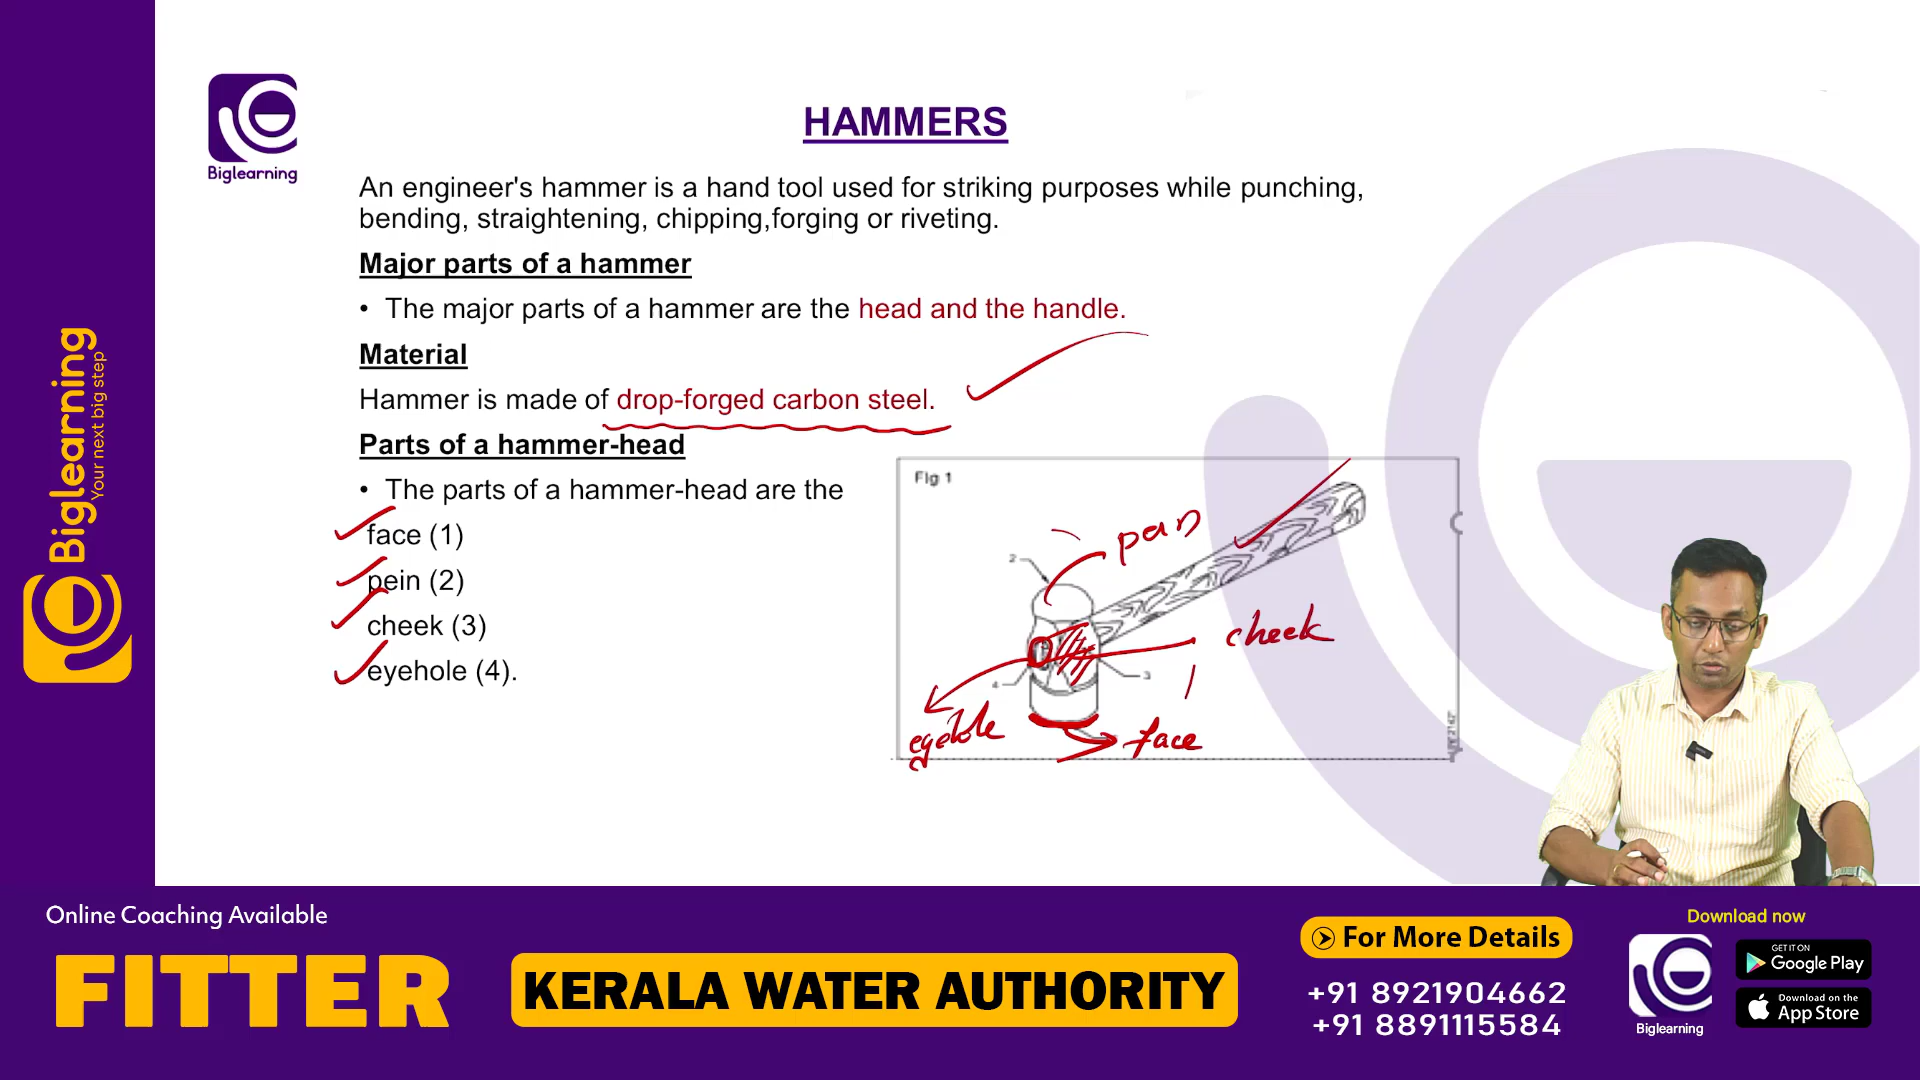 Biglearning
HAMMERS
An engineer's hammer is a hand tool used for striking purposes while punching,
bending, straightening, chipping,forging or riveting.
Major parts of a hammer
• The major parts of a hammer are the head and the handle.
Material
Hammer is made of drop-forged carbon steel.
Parts of a hammer-head
• The parts of a hammer-head are the
face (1)
pein (2)
cheek (3)
eyehole (4).
Fig 1
2
pein
cheek
3
4
eyehole
face
Biglearning
Your next big step
Online Coaching Available
FITTER
KERALA WATER AUTHORITY
For More Details
+91 8921904662
+91 8891115584
Download now
Biglearning
GET IT ON
Google Play
Download on the
App Store